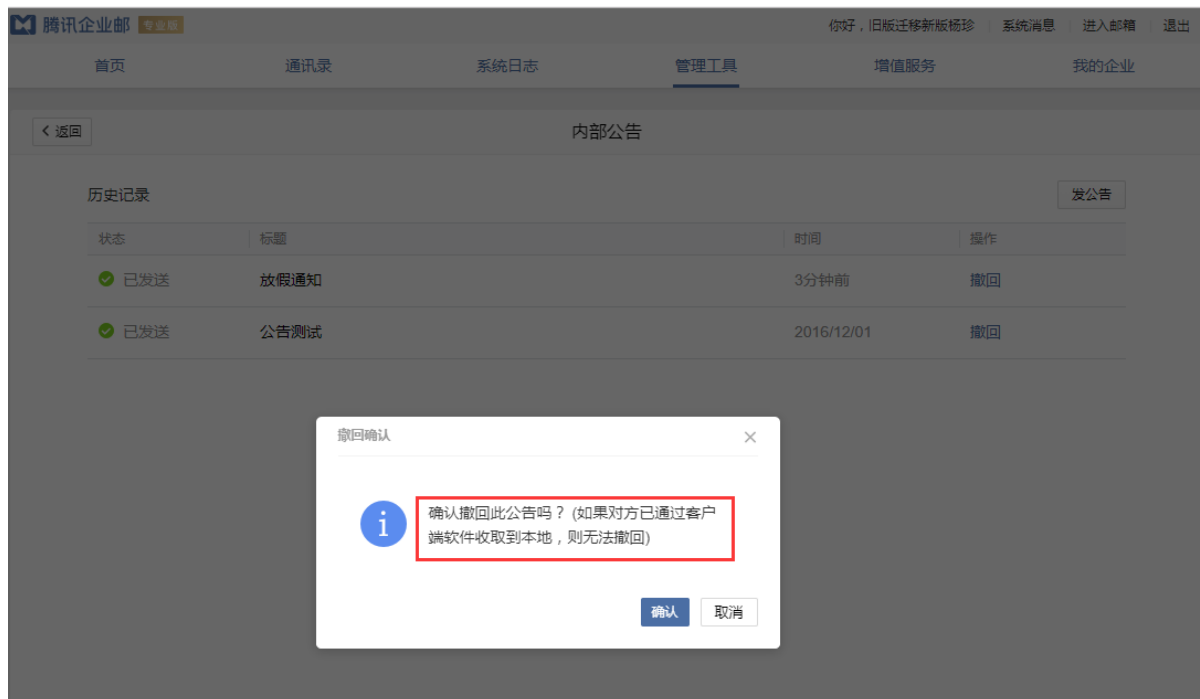 腾讯企业邮 专业版
你好，旧版迁移新版杨珍 系统消息 进入邮箱 退出
首页 通讯录 系统日志 管理工具 增值服务 我的企业
返回 内部公告
历史记录 发公告
状态 标题 时间 操作
已发送 放假通知 3分钟前 撤回
已发送 公告测试 2016/12/01 撤回
撤回确认
确认撤回此公告吗？(如果对方已通过客户
端软件收取到本地，则无法撤回)
确认 取消